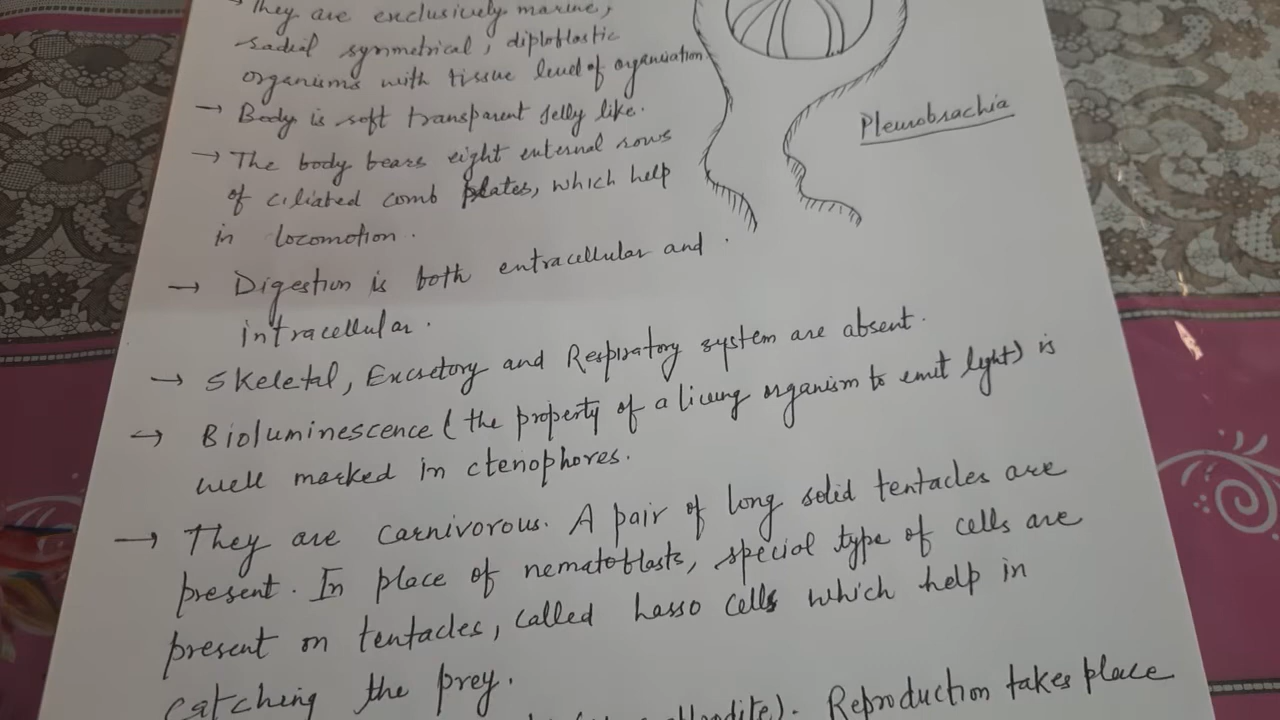 They are exclusively marine,
radial symmetrical, diploblastic
organisms with tissue level of organisation
→ Body is soft transparent Jelly like.
→ The body bears eight external rows
of ciliated comb plates, which help
in locomotion.
→ Digestion is both extracellular and
intracellular.
→ Skeletal, Excretory and Respiratory system are absent.
→ Bioluminescence (the property of a living organism to emit light) is
well marked in ctenophores.
→ They are carnivorous. A pair of long solid tentacles are
present. In place of nematoblasts, special type of cells are
present on tentacles, called lasso cells which help in
catching the prey.
Reproduction takes place
Pleurobrachia